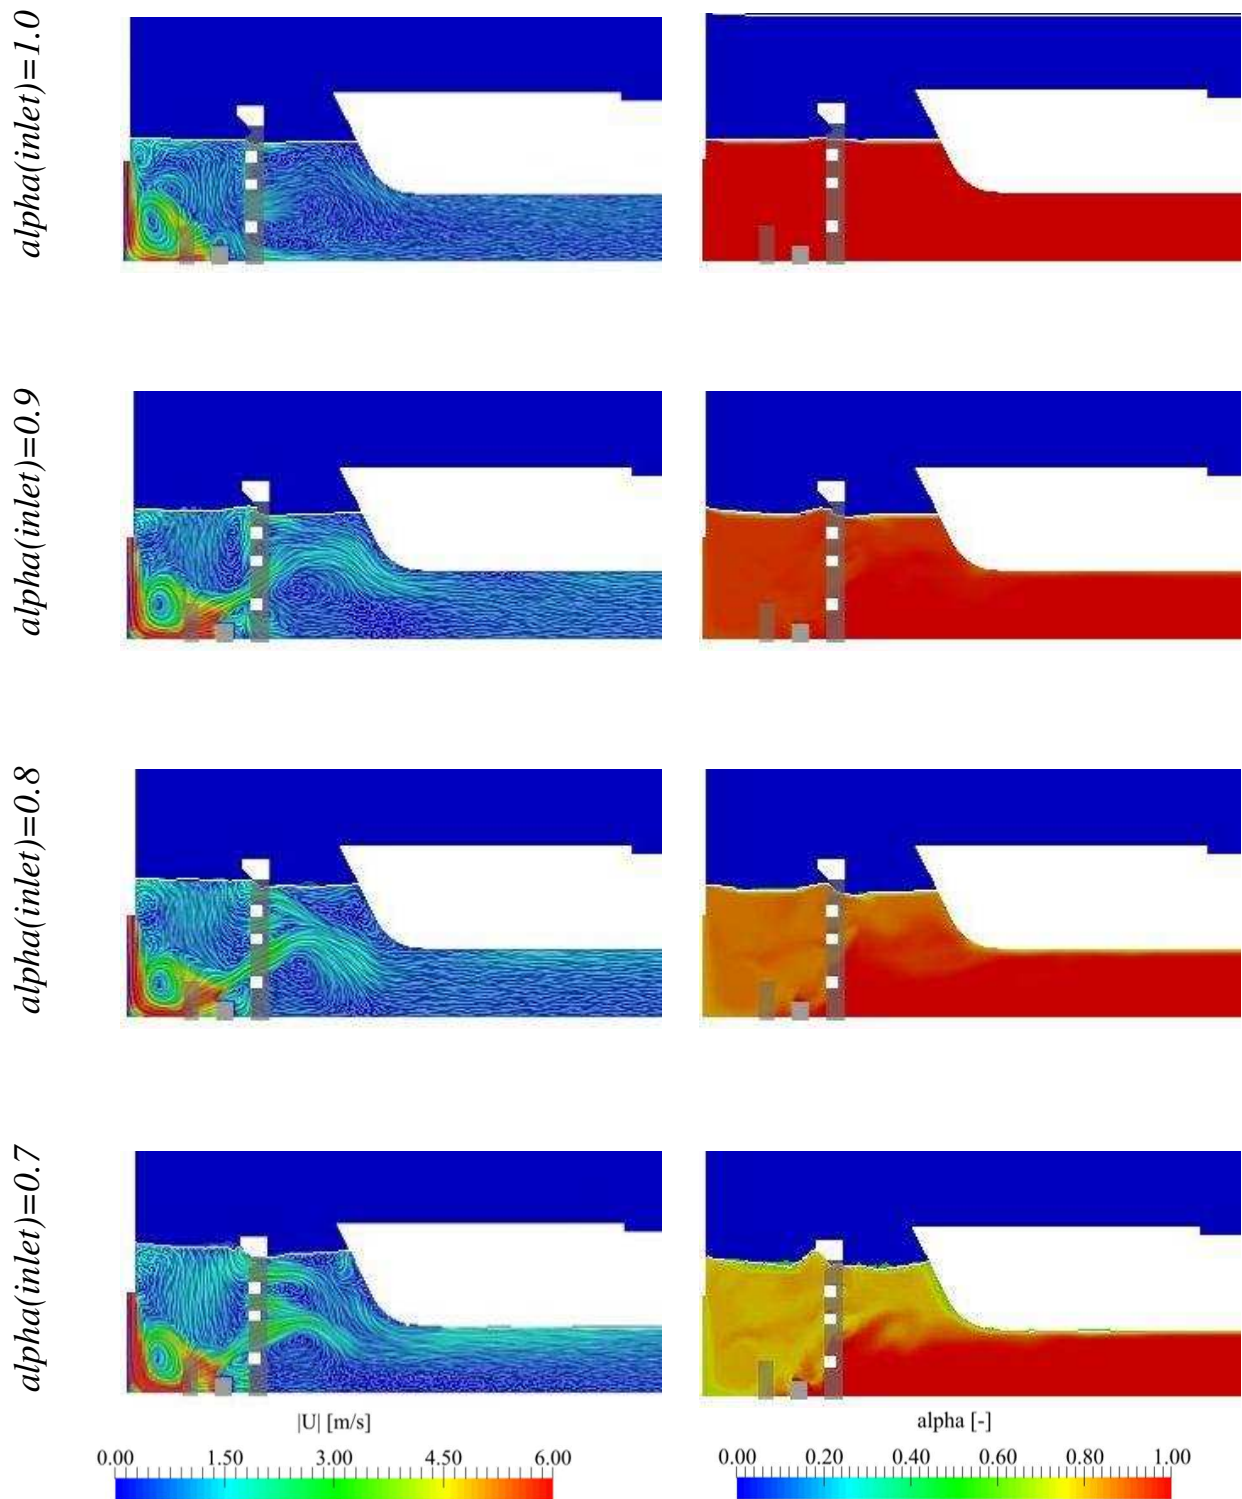 alpha(inlet)=1.0
alpha(inlet)=0.9
alpha(inlet)=0.8
alpha(inlet)=0.7
|U| [m/s]
0.00 1.50 3.00 4.50 6.00
alpha [-]
0.00 0.20 0.40 0.60 0.80 1.00